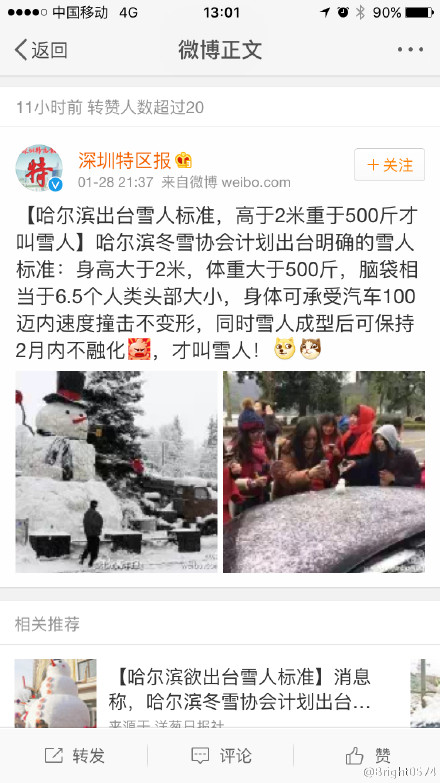 中国移动 4G 13:01 90%
返回 微博正文
11小时前 转赞人数超过20
深圳特区报
+关注
01-28 21:37 来自微博 weibo.com
特
【哈尔滨出台雪人标准，高于2米重于500斤才
叫雪人】哈尔滨冬雪协会计划出台明确的雪人
标准：身高大于2米，体重大于500斤，脑袋相
当于6.5个人类头部大小，身体可承受汽车100
迈内速度撞击不变形，同时雪人成型后可保持
2月内不融化，才叫雪人！
weibo.com
相关推荐
【哈尔滨欲出台雪人标准】消息
称，哈尔滨冬雪协会计划出台...
来源于 洋葱日报社
转发 评论 赞
@Bright0574